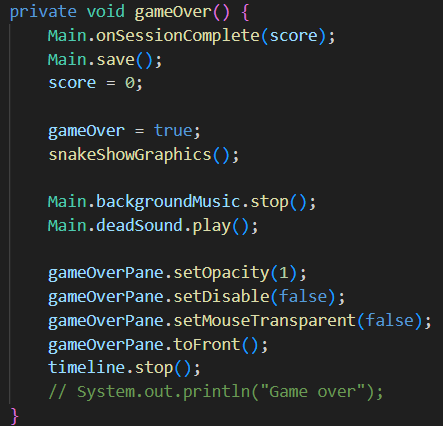 private void gameOver() {
    Main.onSessionComplete(score);
    Main.save();
    score = 0;

    gameOver = true;
    snakeShowGraphics();

    Main.backgroundMusic.stop();
    Main.deadSound.play();

    gameOverPane.setOpacity(1);
    gameOverPane.setDisable(false);
    gameOverPane.setMouseTransparent(false);
    gameOverPane.toFront();
    timeline.stop();
    // System.out.println("Game over");
}